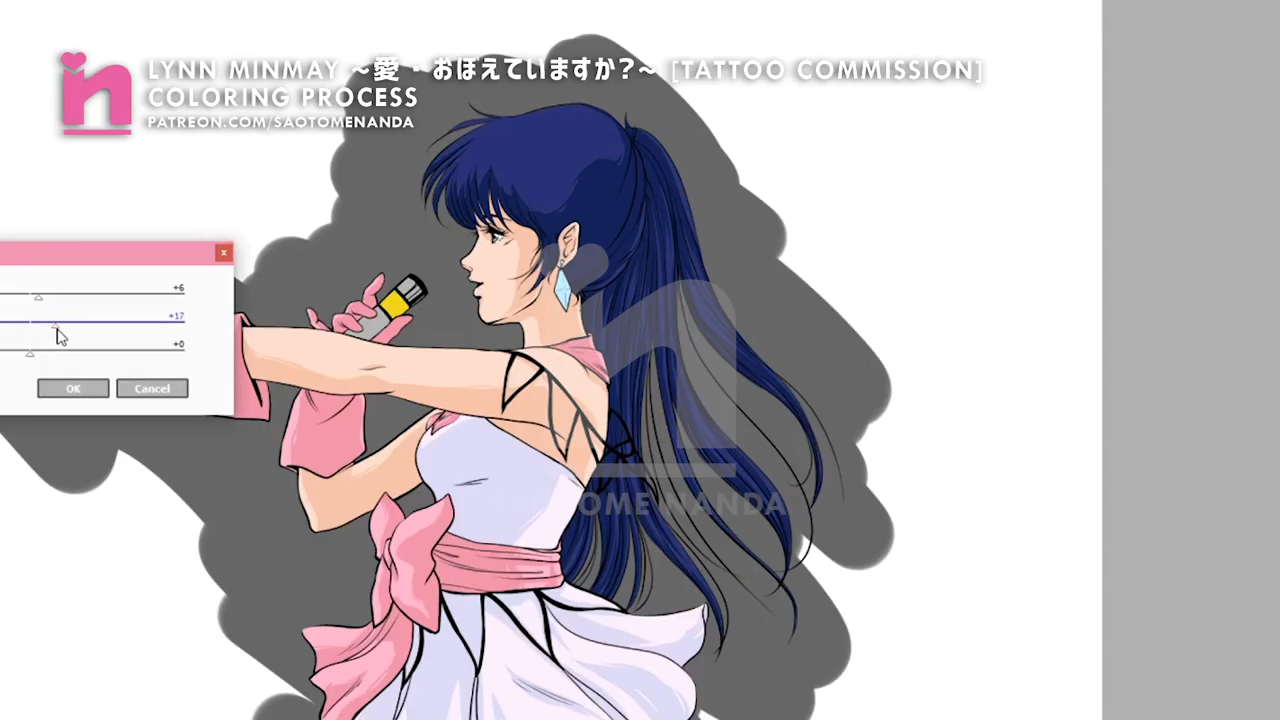 LYNN MINMAY ~愛・おぼえていますか?~ [TATTOO COMMISSION]
COLORING PROCESS
PATREON.COM/SAOTOMENANDA
n
x
+6
+17
+0
OK Cancel
n
SAOTOME NANDA